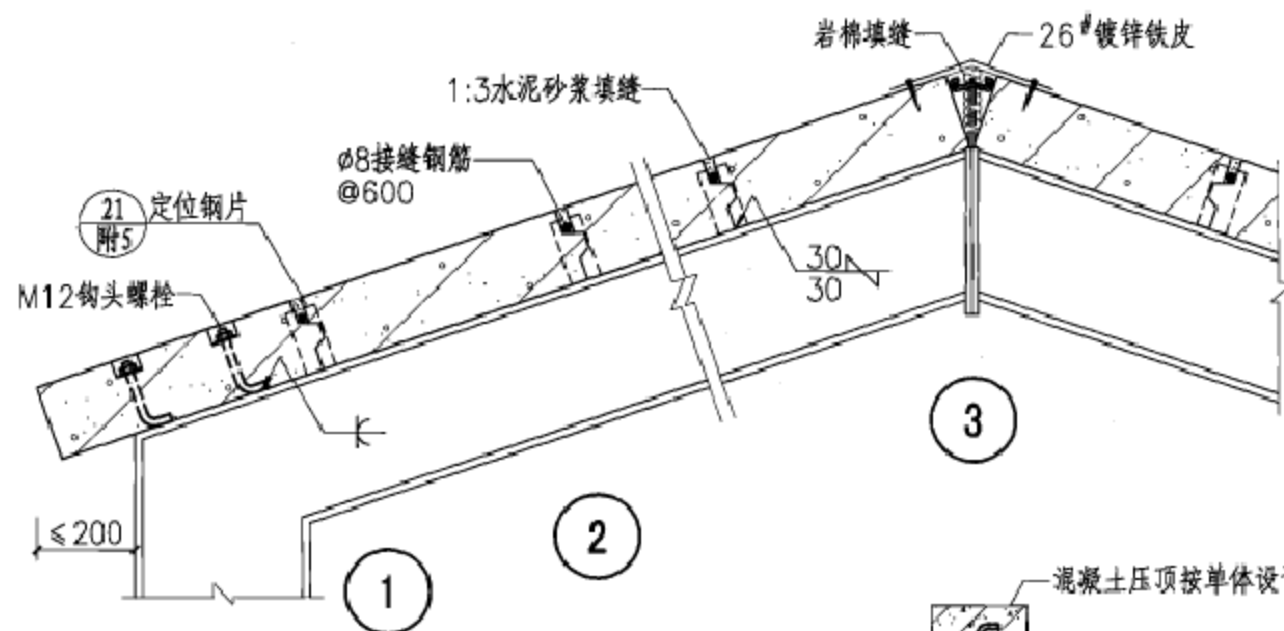 岩棉填缝
26#镀锌铁皮
1:3水泥砂浆填缝
ø8接缝钢筋
@600
21
附5
定位钢片
M12钩头螺栓
30
30
≤200
1
2
3
混凝土压顶按单体设